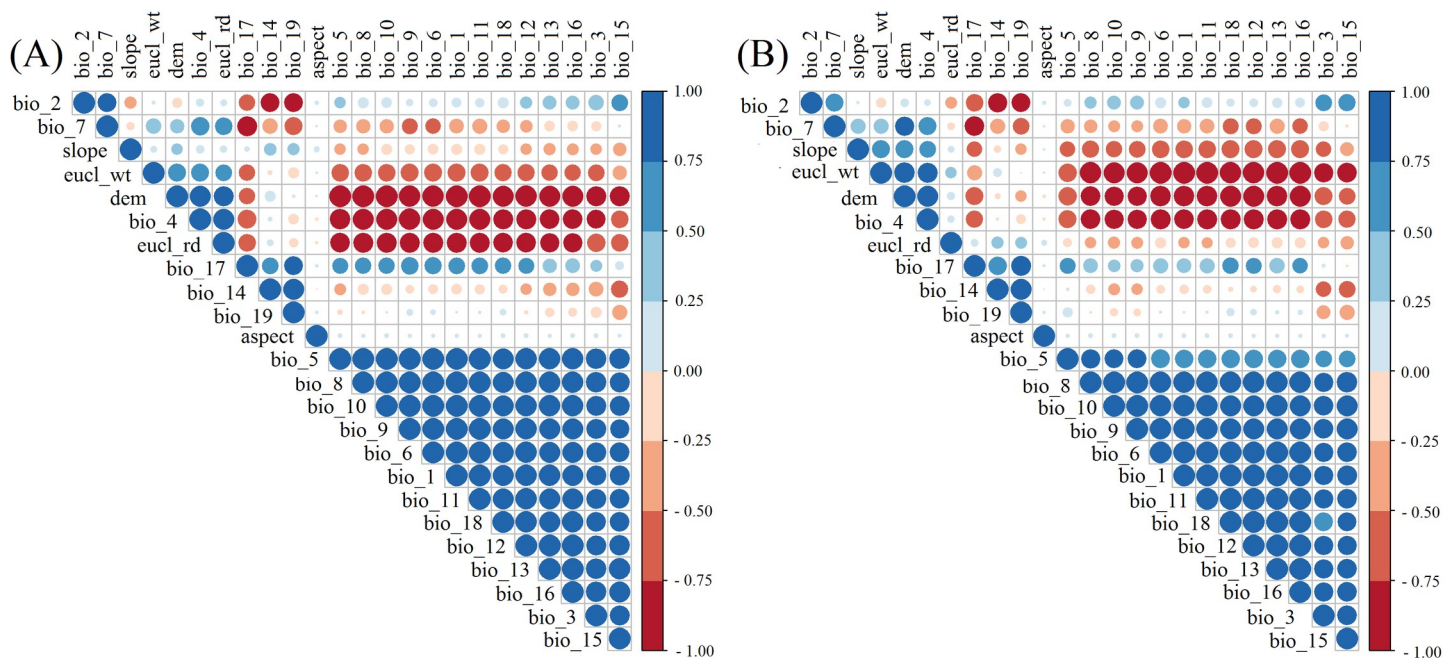 (A)
bio_2
bio_7
slope
eucl_wt
dem
bio_4
eucl_rd
bio_17
bio_14
bio_19
aspect
bio_5
bio_8
bio_10
bio_9
bio_6
bio_1
bio_11
bio_18
bio_12
bio_13
bio_16
bio_3
bio_15
bio_2
bio_7
slope
eucl_wt
dem
bio_4
eucl_rd
bio_17
bio_14
bio_19
aspect
bio_5
bio_8
bio_10
bio_9
bio_6
bio_1
bio_11
bio_18
bio_12
bio_13
bio_16
bio_3
bio_15
1.00
0.75
0.50
0.25
0.00
- 0.25
- 0.50
- 0.75
- 1.00
(B)
bio_2
bio_7
slope
eucl_wt
dem
bio_4
eucl_rd
bio_17
bio_14
bio_19
aspect
bio_5
bio_8
bio_10
bio_9
bio_6
bio_1
bio_11
bio_18
bio_12
bio_13
bio_16
bio_3
bio_15
bio_2
bio_7
slope
eucl_wt
dem
bio_4
eucl_rd
bio_17
bio_14
bio_19
aspect
bio_5
bio_8
bio_10
bio_9
bio_6
bio_1
bio_11
bio_18
bio_12
bio_13
bio_16
bio_3
bio_15
1.00
0.75
0.50
0.25
0.00
- 0.25
- 0.50
- 0.75
- 1.00